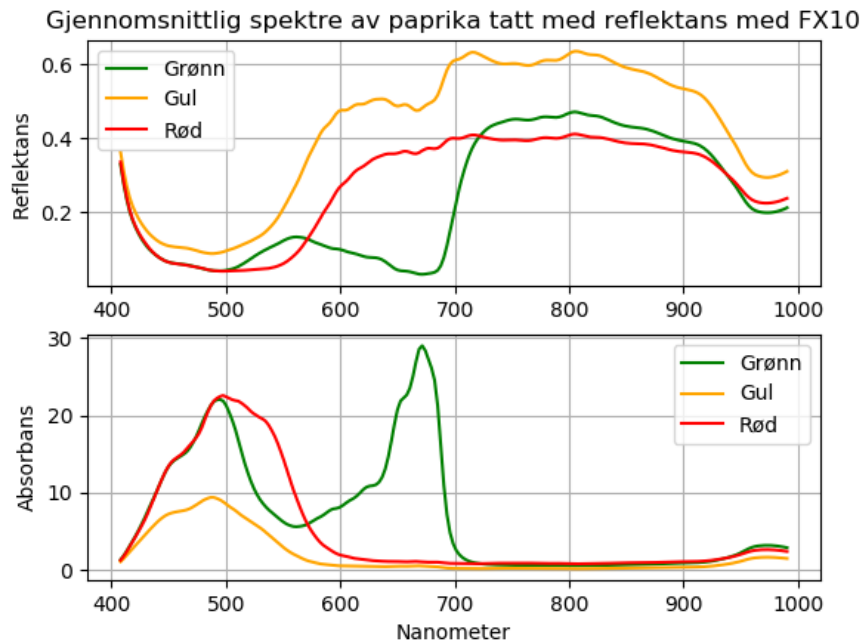 Gjennomsnittlig spektre av paprika tatt med reflektans med FX10
Reflektans
0.6
0.4
0.2
Grønn
Gul
Rød
400 500 600 700 800 900 1000
Absorbans
30
20
10
0
Grønn
Gul
Rød
400 500 600 700 800 900 1000
Nanometer